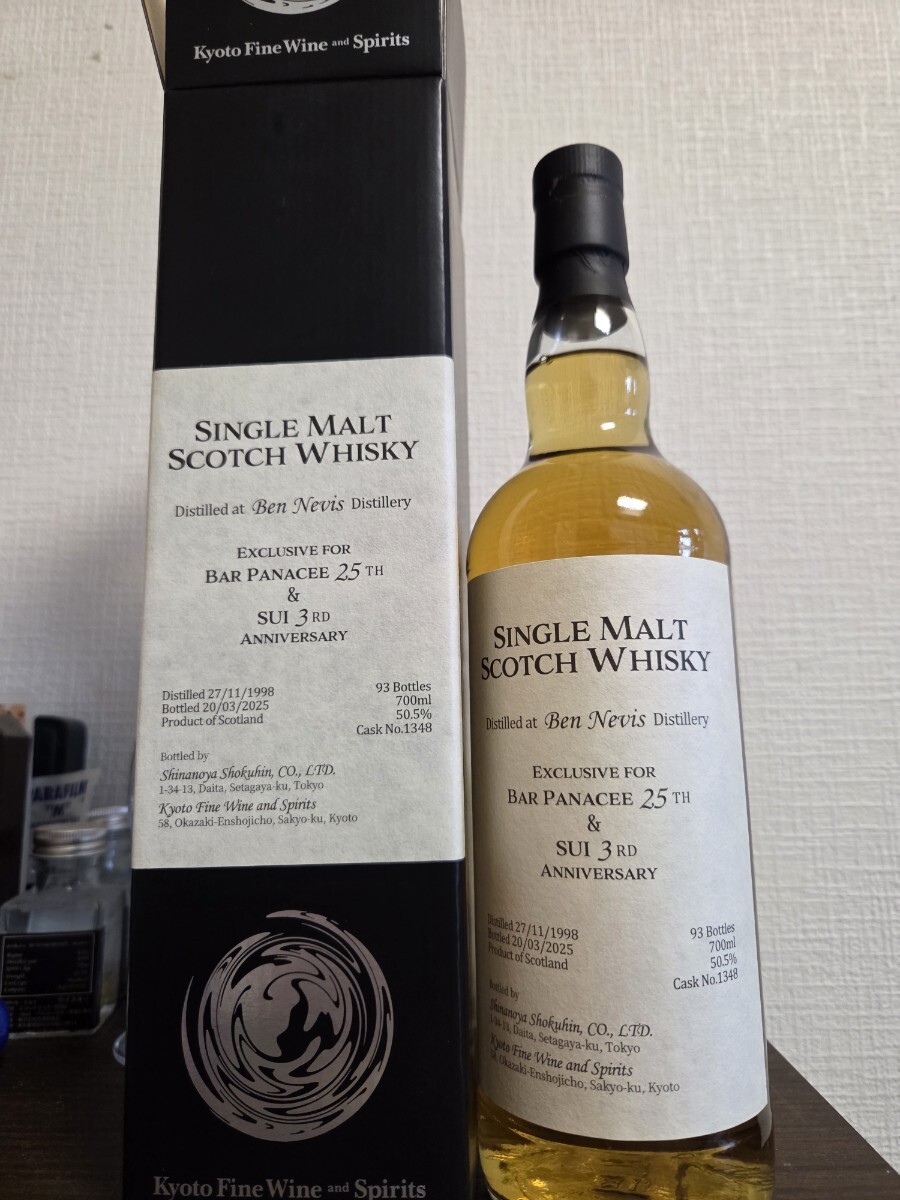 Kyoto Fine Wine and Spirits
SINGLE MALT
SCOTCH WHISKY
Distilled at Ben Nevis Distillery
EXCLUSIVE FOR
BAR PANACEE 25TH
&
SUI 3RD
ANNIVERSARY
Distilled 27/11/1998
Bottled 20/03/2025
Product of Scotland
93 Bottles
700ml
50.5%
Cask No.1348
Bottled by
Shinanoya Shokuhin, CO., LTD.
1-34-13, Daita, Setagaya-ku, Tokyo
Kyoto Fine Wine and Spirits
58, Okazaki-Enshojicho, Sakyo-ku, Kyoto
Kyoto Fine Wine and Spirits
SINGLE MALT
SCOTCH WHISKY
Distilled at Ben Nevis Distillery
EXCLUSIVE FOR
BAR PANACEE 25TH
&
SUI 3RD
ANNIVERSARY
Distilled 27/11/1998
Bottled 20/03/2025
Product of Scotland
93 Bottles
700ml
50.5%
Cask No.1348
Bottled by
Shinanoya Shokuhin, CO., LTD.
1-34-13, Daita, Setagaya-ku, Tokyo
Kyoto Fine Wine and Spirits
58, Okazaki-Enshojicho, Sakyo-ku, Kyoto
PARAFILM
"M"